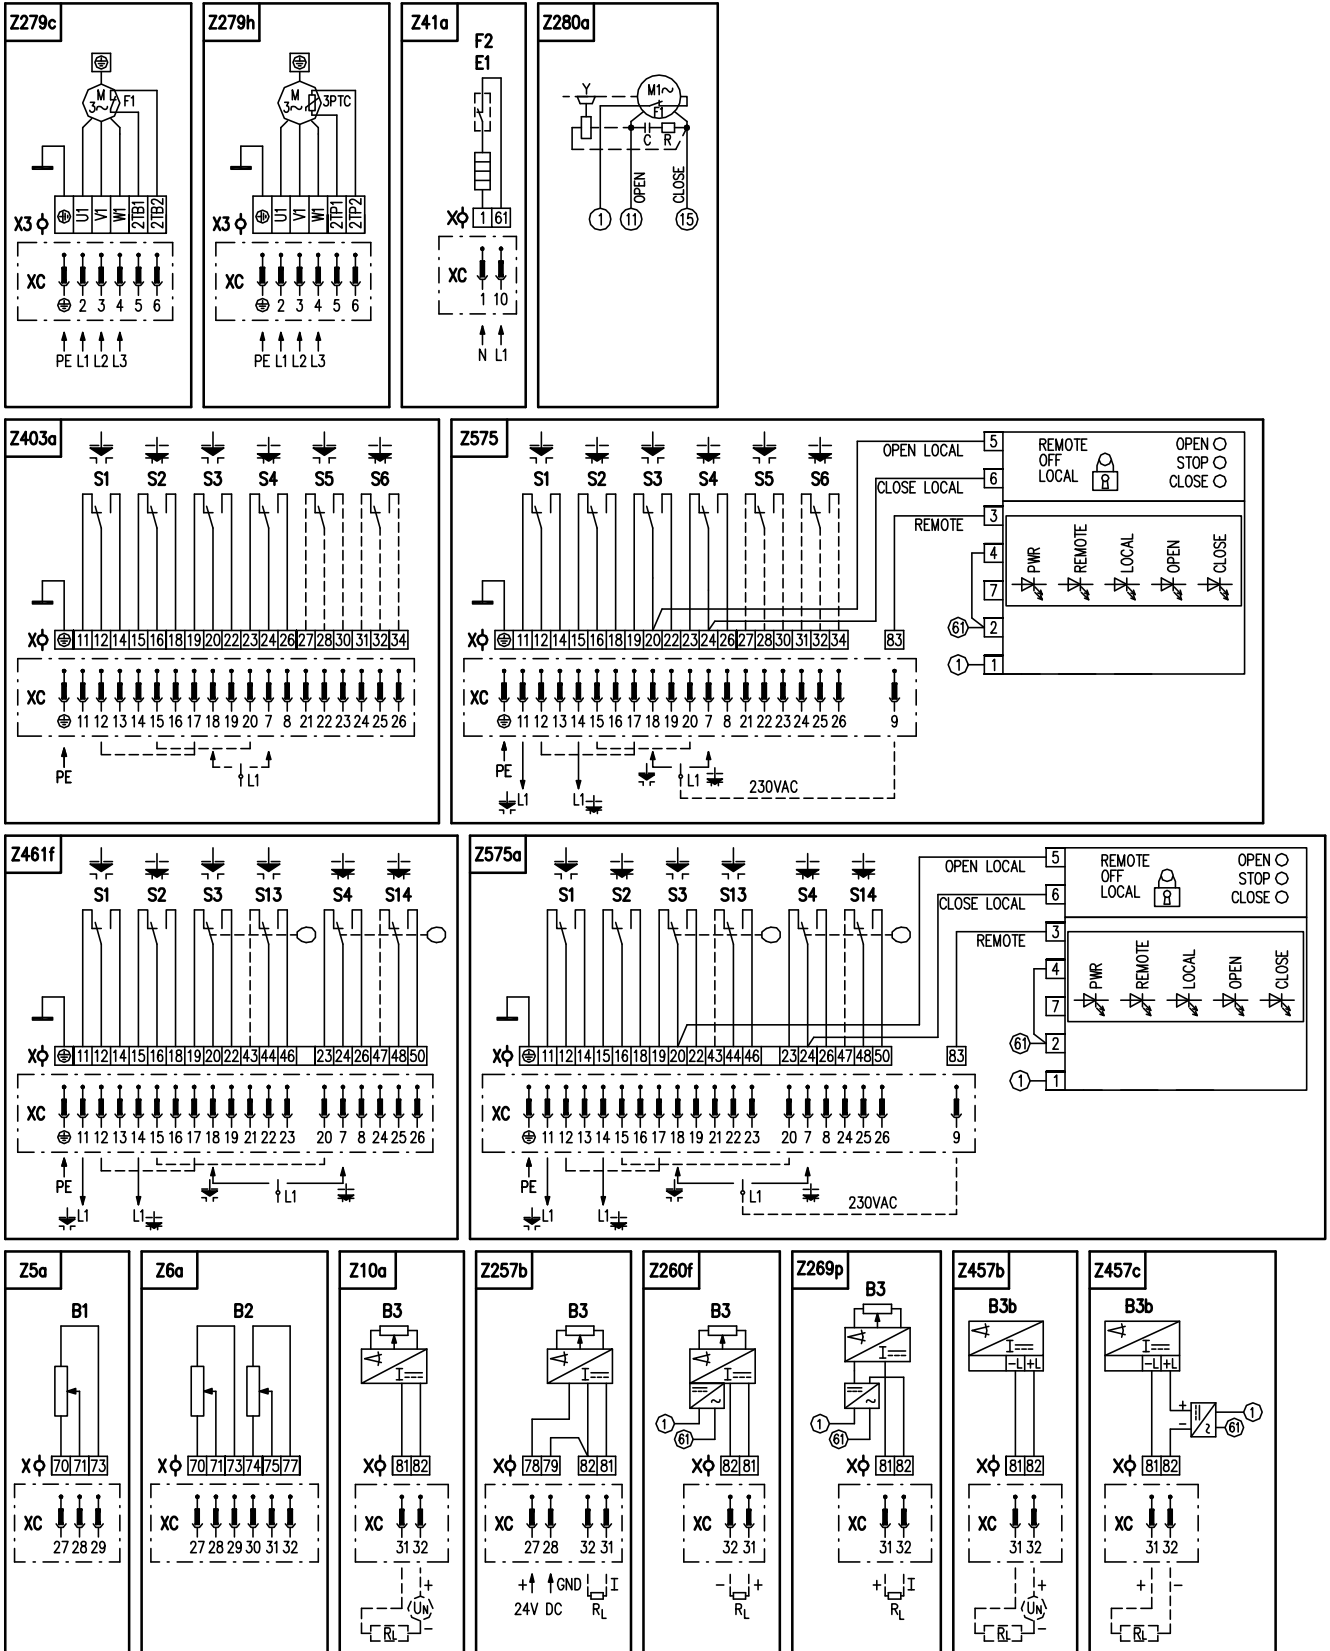 Z279c
M
3~
F1
X3
U1 V1 W1 2TB1 2TB2
XC
2 3 4 5 6
PE L1 L2 L3
Z279h
M
3~
3PTC
X3
U1 V1 W1 2TP1 2TP2
XC
2 3 4 5 6
PE L1 L2 L3
Z41a
F2
E1
X 1 61
XC
1 10
N L1
Z280a
Y
M1~
F1
C R
OPEN
CLOSE
1 11 15
Z403a
S1 S2 S3 S4 S5 S6
X 11 12 14 15 16 18 19 20 22 23 24 26 27 28 30 31 32 34
XC
11 12 13 14 15 16 17 18 19 20 7 8 21 22 23 24 25 26
PE
L1
Z575
S1 S2 S3 S4 S5 S6
X 11 12 14 15 16 18 19 20 22 23 24 26 27 28 30 31 32 34 83
XC
11 12 13 14 15 16 17 18 19 20 7 8 21 22 23 24 25 26 9
PE
L1
L1
L1
230VAC
OPEN LOCAL 5
CLOSE LOCAL 6
REMOTE 3
4
7
61 2
1 1
REMOTE
OFF
LOCAL
OPEN
STOP
CLOSE
PWR
REMOTE
LOCAL
OPEN
CLOSE
Z461f
S1 S2 S3 S13 S4 S14
X 11 12 14 15 16 18 19 20 22 43 44 46 23 24 26 47 48 50
XC
11 12 13 14 15 16 17 18 19 21 22 23 20 7 8 24 25 26
PE
L1
L1
L1
Z575a
S1 S2 S3 S13 S4 S14
X 11 12 14 15 16 18 19 20 22 43 44 46 23 24 26 47 48 50 83
XC
11 12 13 14 15 16 17 18 19 21 22 23 20 7 8 24 25 26 9
PE
L1
L1
L1
230VAC
OPEN LOCAL 5
CLOSE LOCAL 6
REMOTE 3
4
7
61 2
1 1
REMOTE
OFF
LOCAL
OPEN
STOP
CLOSE
PWR
REMOTE
LOCAL
OPEN
CLOSE
Z5a
B1
X 70 71 73
XC
27 28 29
Z6a
B2
X 70 71 73 74 75 77
XC
27 28 29 30 31 32
Z10a
B3
I
X 81 82
XC
31 32
+
UN
-
RL
Z257b
B3
I
X 78 79 82 81
XC
27 28 32 31
+ GND I
24V DC RL
Z260f
B3
I
~
1
61
X 82 81
XC
32 31
- +
RL
Z269p
B3
I
~
1
61
X 81 82
XC
31 32
+ I
RL
Z457b
B3b
I
-L +L
X 81 82
XC
31 32
+
UN
-
RL
Z457c
B3b
I
-L +L
+
-
~
1
61
X 81 82
XC
31 32
+ -
RL